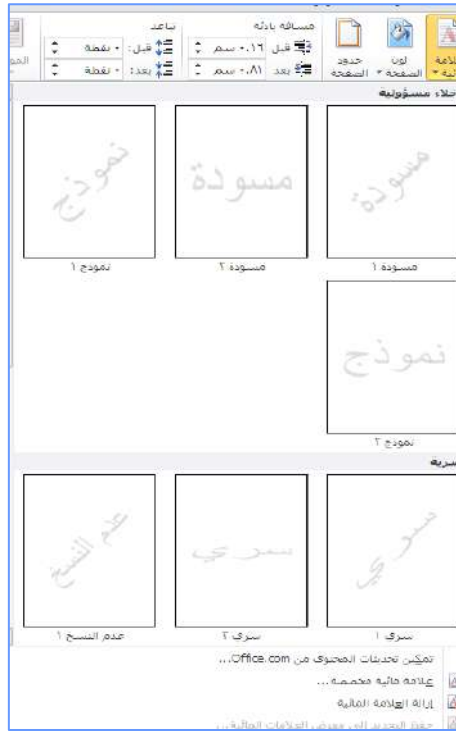 مسافة بادئة
تباعد
قبل ٠.١٦ سم
قبل: ٠ نقطة
بعد ٠.٨١ سم
بعد: ٠ نقطة
لون الصفحة
حدود الصفحة
إخلاء مسؤولية
مسودة
مسودة
نموذج
مسودة ١
مسودة ٢
نموذج ١
نموذج
نموذج ٢
سرية
سري
سري
عدم النسخ
سري ١
سري ٢
عدم النسخ ١
تمكين تحديثات المحتوى من Office.com...
علامة مائية مخصصة...
إزالة العلامة المائية
حفظ التحديد إلى معرض العلامات المائية...